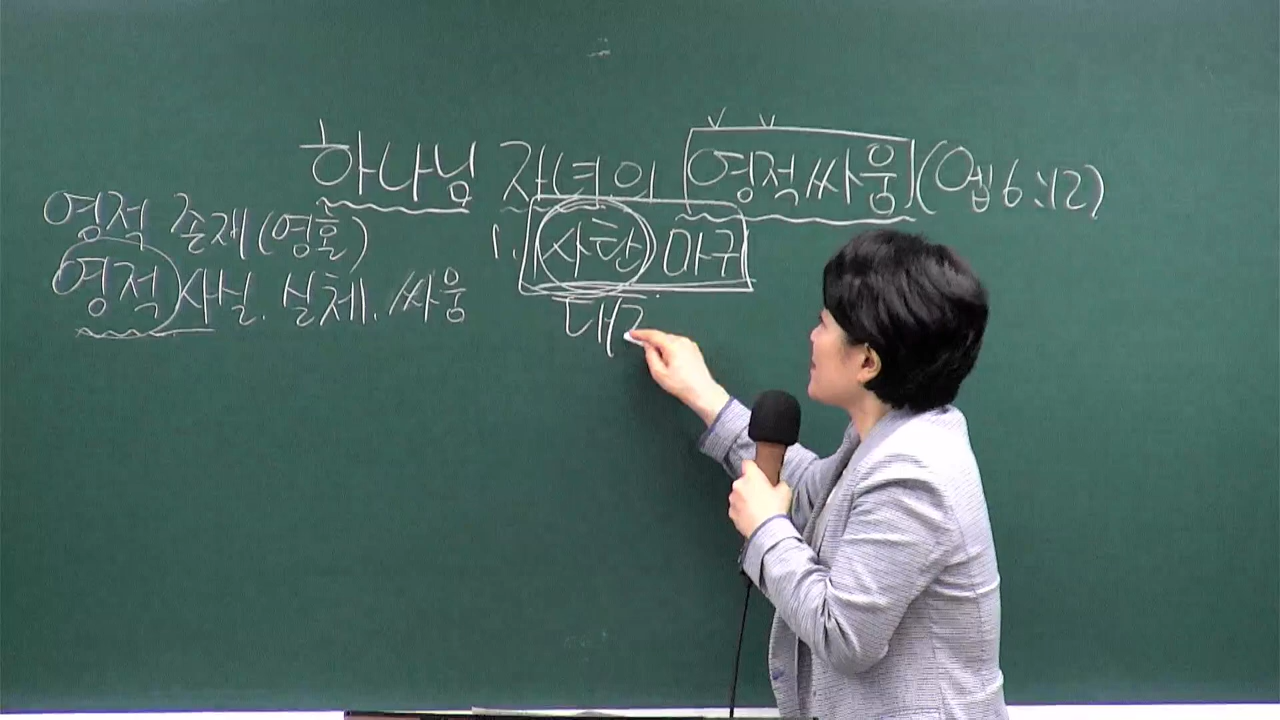 하나님 자녀의 영적싸움(엡6:12)
영적 존재(영혼)
영적 사실. 실체. 싸움
1. 사탄 마귀
대